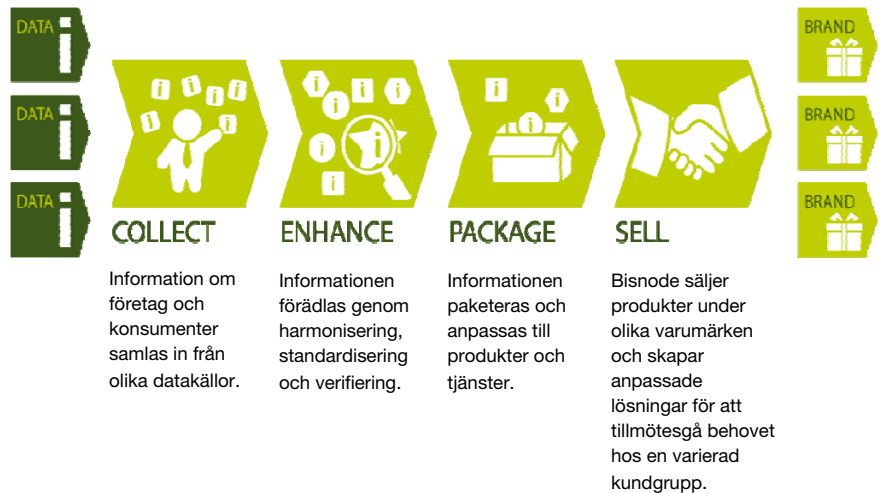 DATA
DATA
DATA
COLLECT
Information om
företag och
konsumenter
samlas in från
olika datakällor.
ENHANCE
Informationen
förädlas genom
harmonisering,
standardisering
och verifiering.
PACKAGE
Informationen
paketeras och
anpassas till
produkter och
tjänster.
SELL
Bisnode säljer
produkter under
olika varumärken
och skapar
anpassade
lösningar för att
tillmötesgå behovet
hos en varierad
kundgrupp.
BRAND
BRAND
BRAND